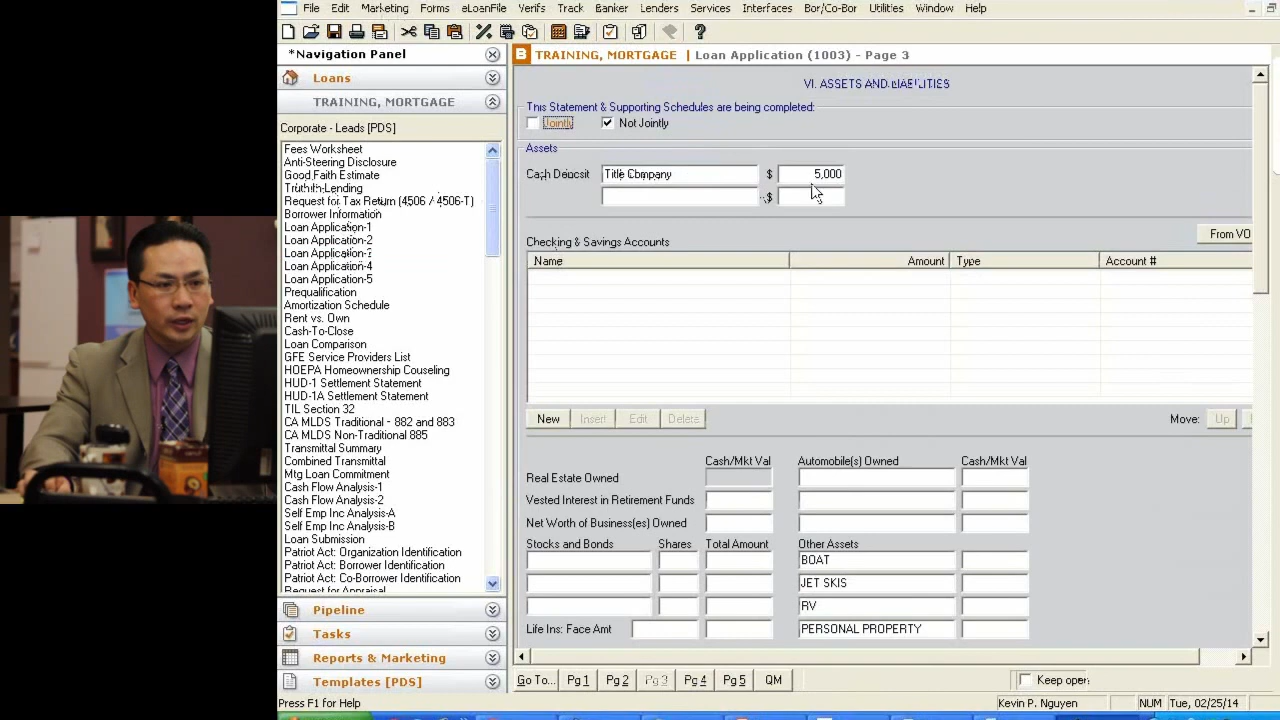 File Edit Marketing Forms eLoanFile Verifs Track Banker Lenders Services Interfaces Bor/Co-Bor Utilities Window Help
*Navigation Panel
Loans
TRAINING, MORTGAGE
Corporate - Leads [PDS]
Fees Worksheet
Anti-Steering Disclosure
Good Faith Estimate
Truth-In-Lending
Request for Tax Return (4506 / 4506-T)
Borrower Information
Loan Application-1
Loan Application-2
Loan Application-3
Loan Application-4
Loan Application-5
Prequalification
Amortization Schedule
Rent vs. Own
Cash-To-Close
Loan Comparison
GFE Service Providers List
HOEPA Homeownership Counseling
HUD-1 Settlement Statement
HUD-1A Settlement Statement
TIL Section 32
CA MLDS Traditional - 882 and 883
CA MLDS Non-Traditional 885
Transmittal Summary
Combined Transmittal
Mtg Loan Commitment
Cash Flow Analysis-1
Cash Flow Analysis-2
Self Emp Inc Analysis-A
Self Emp Inc Analysis-B
Loan Submission
Patriot Act: Organization Identification
Patriot Act: Borrower Identification
Patriot Act: Co-Borrower Identification
Request for Appraisal
Pipeline
Tasks
Reports & Marketing
Templates [PDS]
B TRAINING, MORTGAGE | Loan Application (1003) - Page 3
VI. ASSETS AND LIABILITIES
This Statement & Supporting Schedules are being completed:
Jointly Not Jointly
Assets
Cash Deposit Title Company $ 5,000
$
Checking & Savings Accounts From VO
Name Amount Type Account #
New Insert Edit Delete Move: Up
Cash/Mkt Val Automobile(s) Owned Cash/Mkt Val
Real Estate Owned
Vested Interest in Retirement Funds
Net Worth of Business(es) Owned
Stocks and Bonds Shares Total Amount Other Assets
BOAT
JET SKIS
RV
Life Ins: Face Amt PERSONAL PROPERTY
Go To... Pg 1 Pg 2 Pg 3 Pg 4 Pg 5 QM Keep open
Press F1 for Help Kevin P. Nguyen NUM Tue, 02/25/14